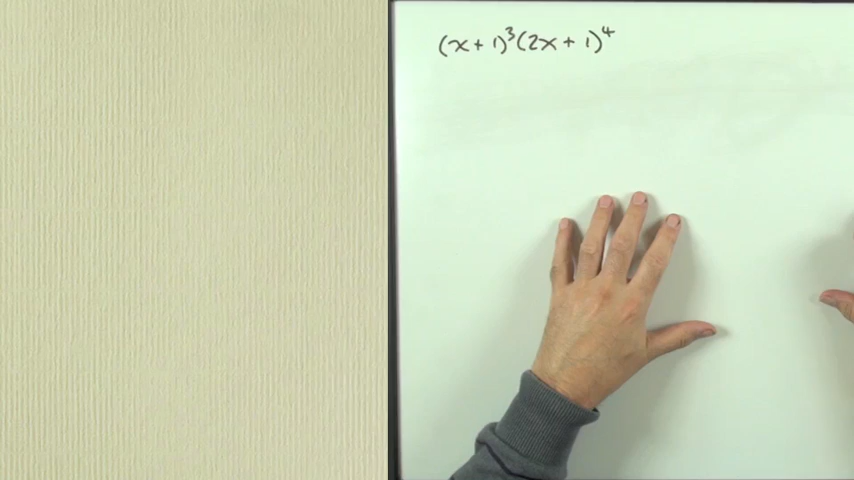 (x + 1)³(2x + 1)⁴